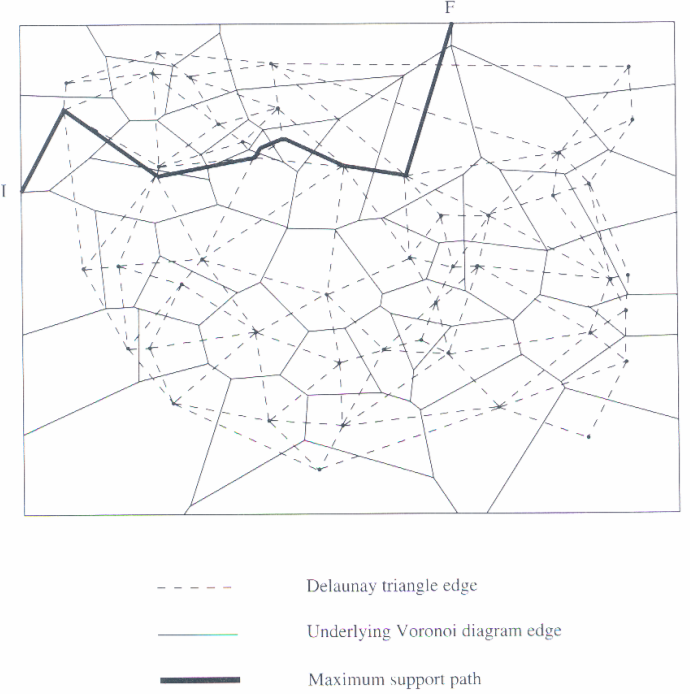 F
I
Delaunay triangle edge
Underlying Voronoi diagram edge
Maximum support path